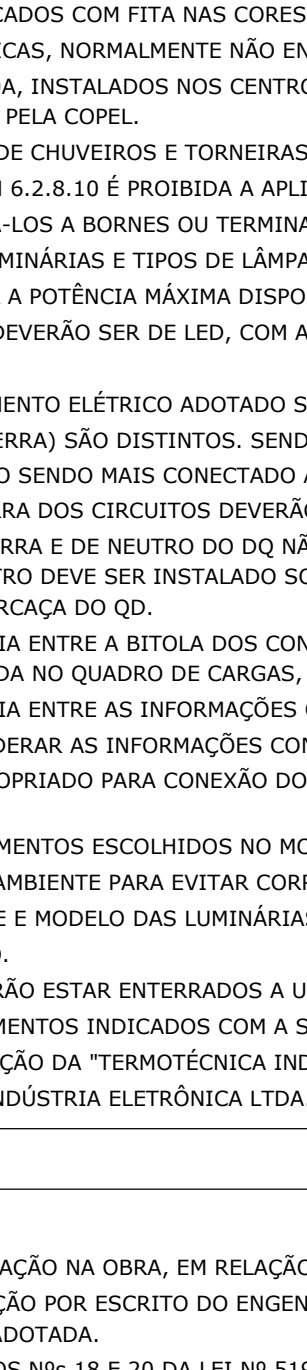 CADOS COM FITA NAS CORES
ICAS, NORMALMENTE NÃO EN
DA, INSTALADOS NOS CENTRO
PELA COPEL.
DE CHUVEIROS E TORNEIRAS
6.2.8.10 É PROIBIDA A APLI
-LOS A BORNES OU TERMINA
MINÁRIAS E TIPOS DE LÂMPA
A POTÊNCIA MÁXIMA DISPO
DEVERÃO SER DE LED, COM A
MENTO ELÉTRICO ADOTADO S
ERRA) SÃO DISTINTOS. SEND
O SENDO MAIS CONECTADO A
RA DOS CIRCUITOS DEVERÃO
RRA E DE NEUTRO DO DQ NÃ
TRO DEVE SER INSTALADO SO
RCAÇA DO QD.
IA ENTRE A BITOLA DOS CON
DA NO QUADRO DE CARGAS,
IA ENTRE AS INFORMAÇÕES
DERAR AS INFORMAÇÕES CON
OPRIADO PARA CONEXÃO DO
MENTOS ESCOLHIDOS NO MO
AMBIENTE PARA EVITAR CORR
E E MODELO DAS LUMINÁRIAS
RÃO ESTAR ENTERRADOS A U
MENTOS INDICADOS COM A S
ÇÃO DA "TERMOTÉCNICA IND
NDÚSTRIA ELETRÔNICA LTDA.
AÇÃO NA OBRA, EM RELAÇÃO
ÇÃO POR ESCRITO DO ENGEN
ADOTADA.
OS Nºs 18 E 20 DA LEI Nº 519